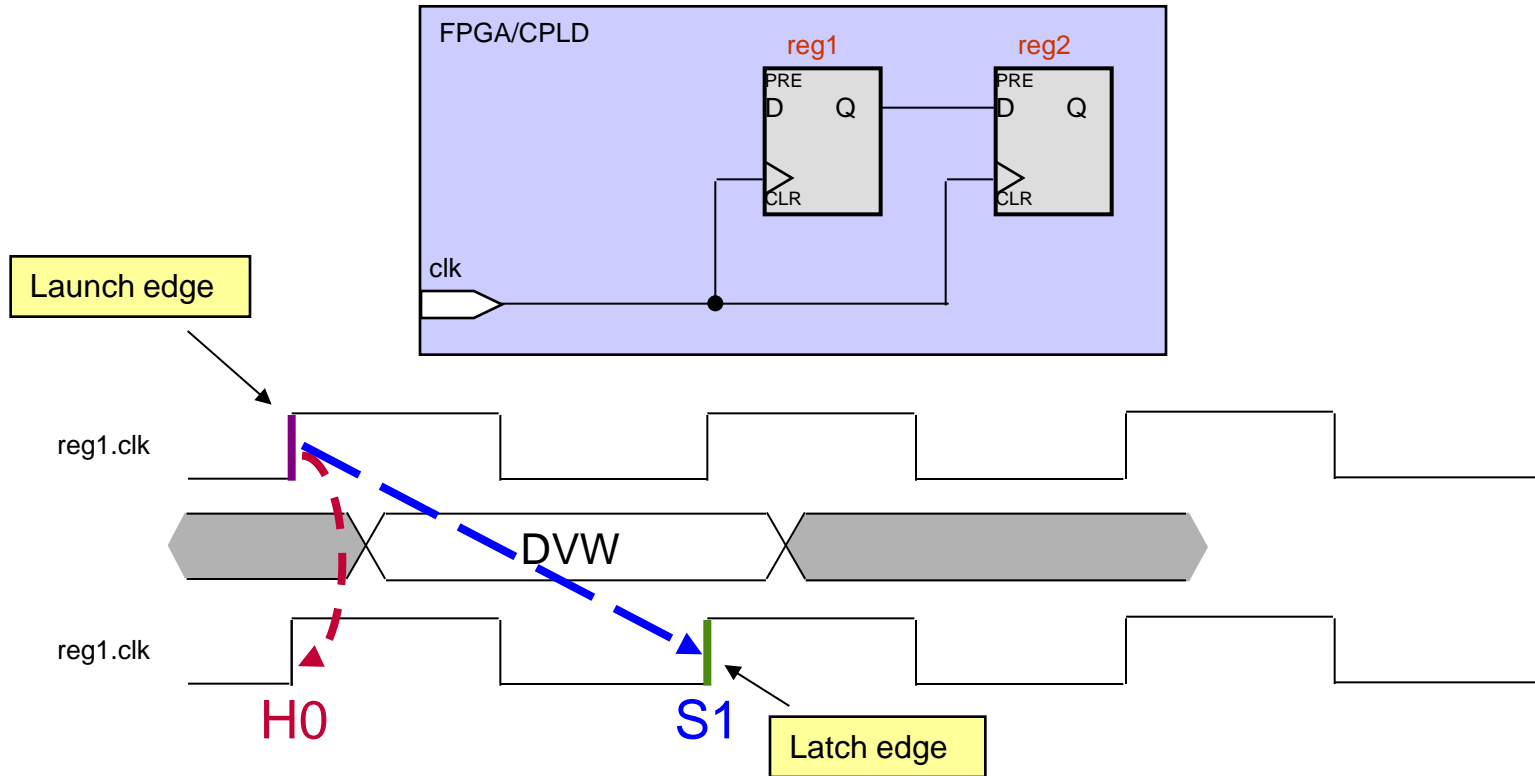 FPGA/CPLD
reg1
reg2
PRE
D Q
CLR
PRE
D Q
CLR
clk
Launch edge
reg1.clk
DVW
reg1.clk
H0
S1
Latch edge